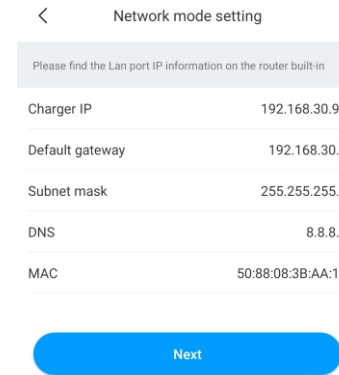 Network mode setting
Please find the Lan port IP information on the router built-in
Charger IP 192.168.30.9
Default gateway 192.168.30.
Subnet mask 255.255.255.
DNS 8.8.8.
MAC 50:88:08:3B:AA:1
Next